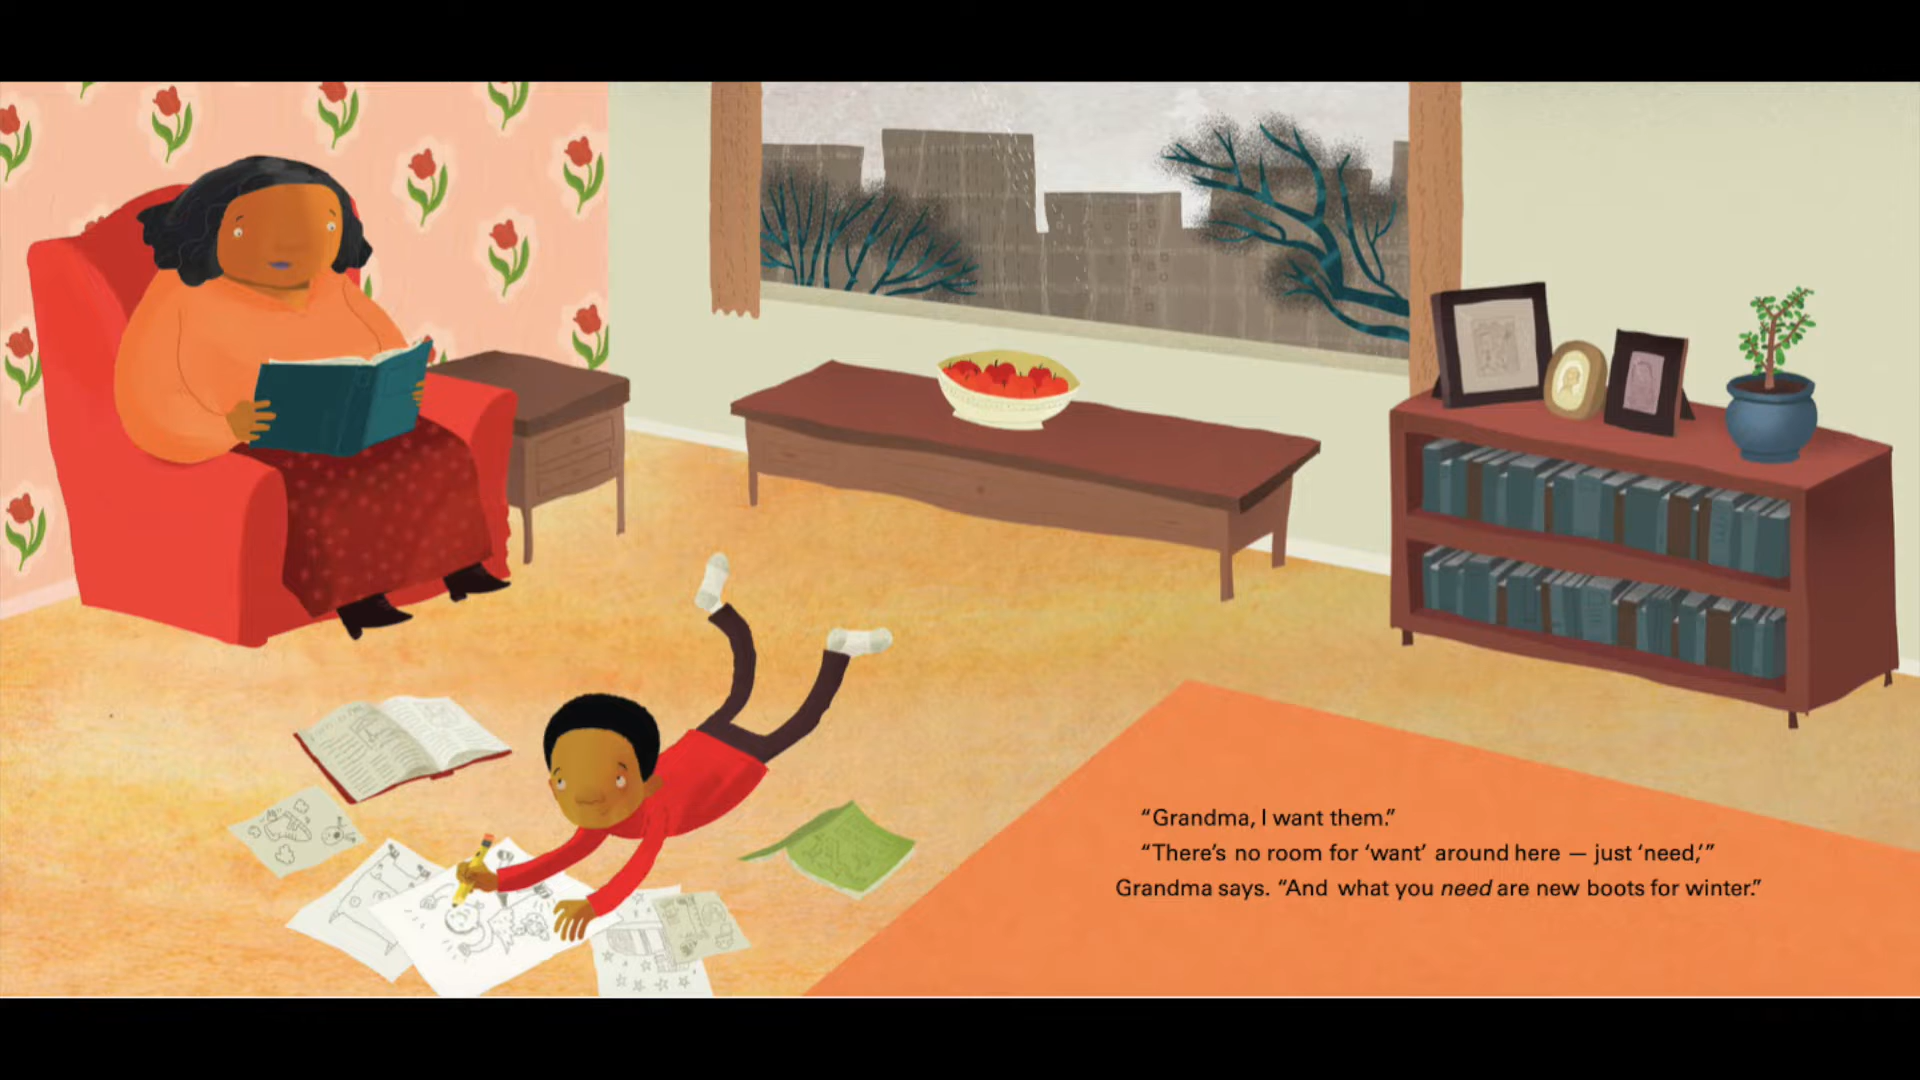 “Grandma, I want them.”
“There’s no room for ‘want’ around here — just ‘need,’”
Grandma says. “And what you need are new boots for winter.”